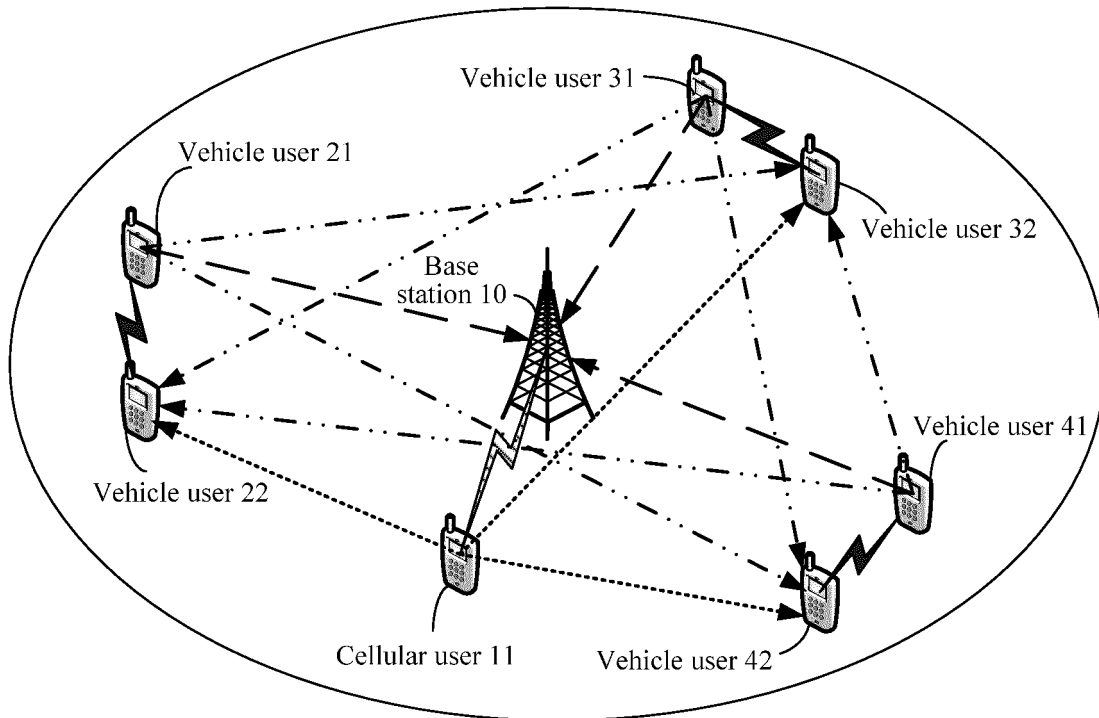 Vehicle user 31
Vehicle user 21
Vehicle user 32
Base
station 10
Vehicle user 41
Vehicle user 22
Cellular user 11
Vehicle user 42